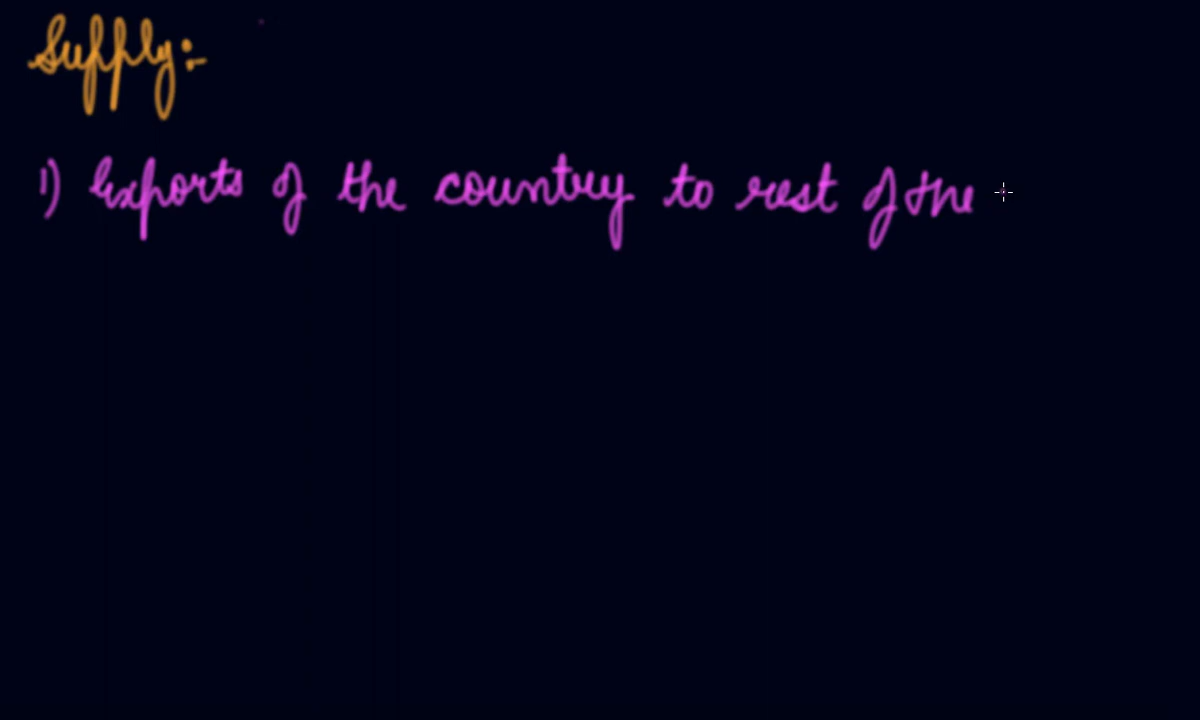 Supply:-
1) Exports of the country to rest of the